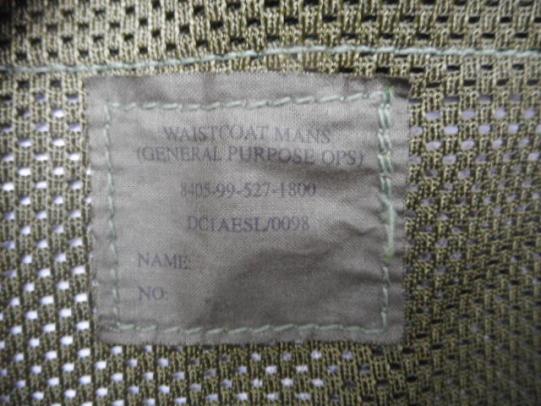 WAISTCOAT MANS
(GENERAL PURPOSE OPS)
8405-99-527-1800
DC1AESL/0098
NAME:
NO: